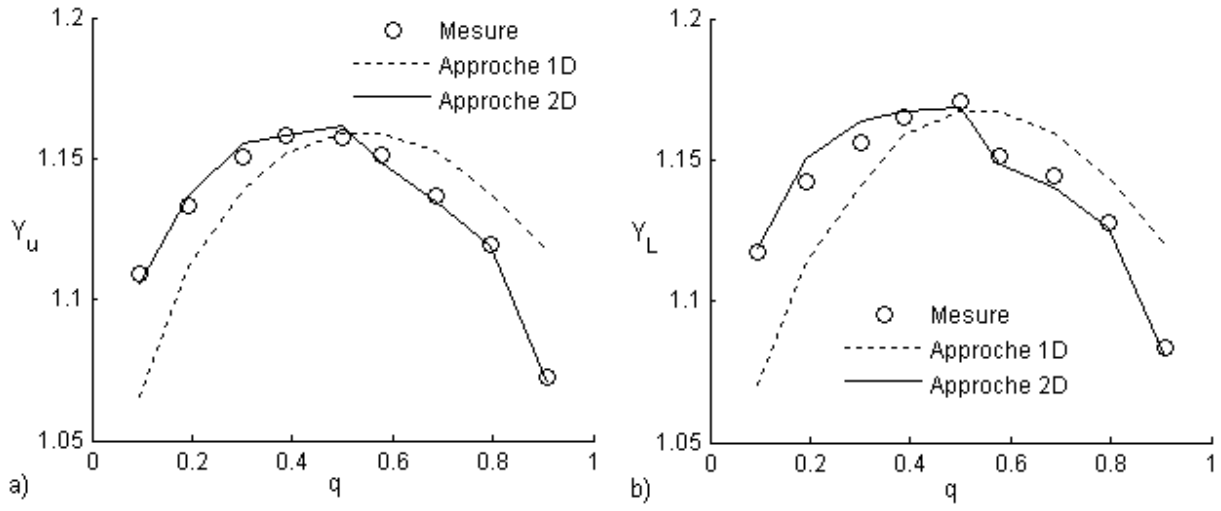 1.2
Mesure
Approche 1D
Approche 2D
1.15
Y_u
1.1
1.05
0 0.2 0.4 0.6 0.8 1
a) q
1.2
1.15
Y_L
1.1
Mesure
Approche 1D
Approche 2D
1.05
0 0.2 0.4 0.6 0.8 1
b) q